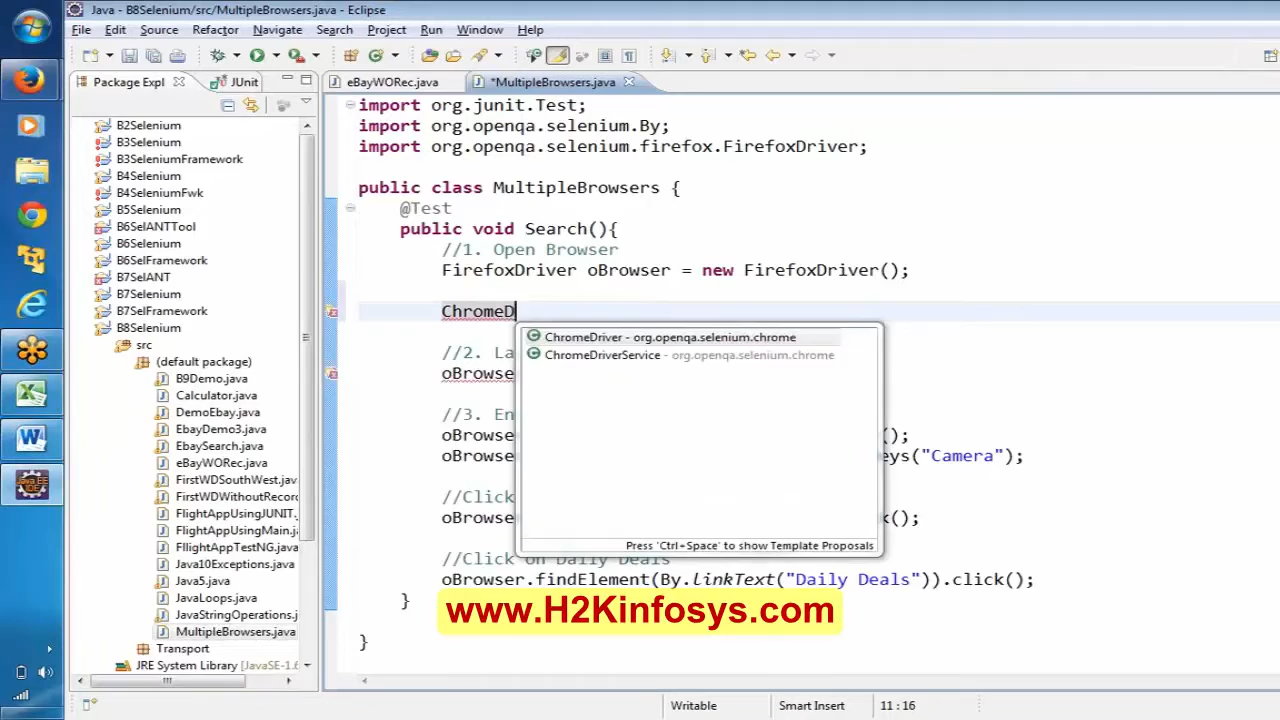 Java - B8Selenium/src/MultipleBrowsers.java - Eclipse
File Edit Source Refactor Navigate Search Project Run Window Help
Package Expl JUnit
eBayWORec.java *MultipleBrowsers.java
B2Selenium
B3Selenium
B3SeleniumFramework
B4Selenium
B4SeleniumFwk
B5Selenium
B6SelANTTool
B6Selenium
B6SelFramework
B7SelANT
B7Selenium
B7SelFramework
B8Selenium
src
(default package)
B9Demo.java
Calculator.java
DemoEbay.java
EbayDemo3.java
EbaySearch.java
eBayWORec.java
FirstWDSouthWest.jav
FirstWDWithoutRecor
FlightAppUsingJUNIT.
FlightAppUsingMain.j
FllightAppTestNG.java
Java10Exceptions.java
Java5.java
JavaLoops.java
JavaStringOperations.j
MultipleBrowsers.java
Transport
JRE System Library [JavaSE-1.6
import org.junit.Test;
import org.openqa.selenium.By;
import org.openqa.selenium.firefox.FirefoxDriver;
public class MultipleBrowsers {
@Test
public void Search(){
//1. Open Browser
FirefoxDriver oBrowser = new FirefoxDriver();
ChromeD
ChromeDriver - org.openqa.selenium.chrome
ChromeDriverService - org.openqa.selenium.chrome
Press 'Ctrl+Space' to show Template Proposals
//2. La
oBrowse
//3. En
oBrowse ();
oBrowse eys("Camera");
//Click
oBrowse k();
//Click on Daily Deals
oBrowser.findElement(By.linkText("Daily Deals")).click();
}
}
www.H2Kinfosys.com
Writable Smart Insert 11 : 16
Java EE
IDE